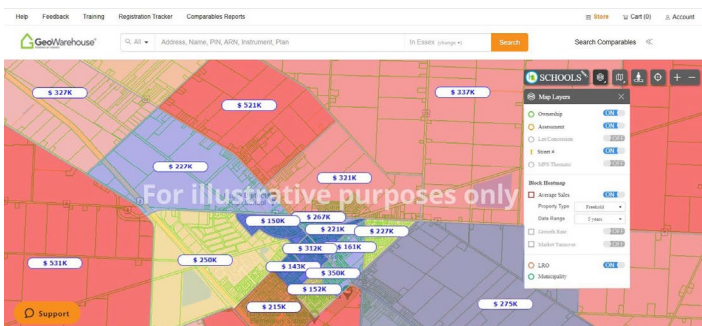 Help Feedback Training Registration Tracker Comparables Reports Store Cart (0) Account
GeoWarehouse All Address, Name, PIN, ARN, Instrument, Plan In Essex (change) Search Search Comparables
SCHOOLS
Map Layers
Ownership ON
Assessment ON
Lot/Concession OFF
Street # ON
OFF
Block Heatmap
Average Sales ON
Property Type Freehold
Date Range 2 years
Growth Rate OFF
Market Turnover OFF
LRO ON
Municipality
$ 327K
$ 337K
$ 521K
$ 227K
$ 321K
For illustrative purposes only
$ 267K
$ 150K
$ 221K
$ 227K
$ 312K
$ 161K
$ 531K
$ 250K
$ 143K
$ 350K
$ 152K
$ 215K
$ 275K
Support